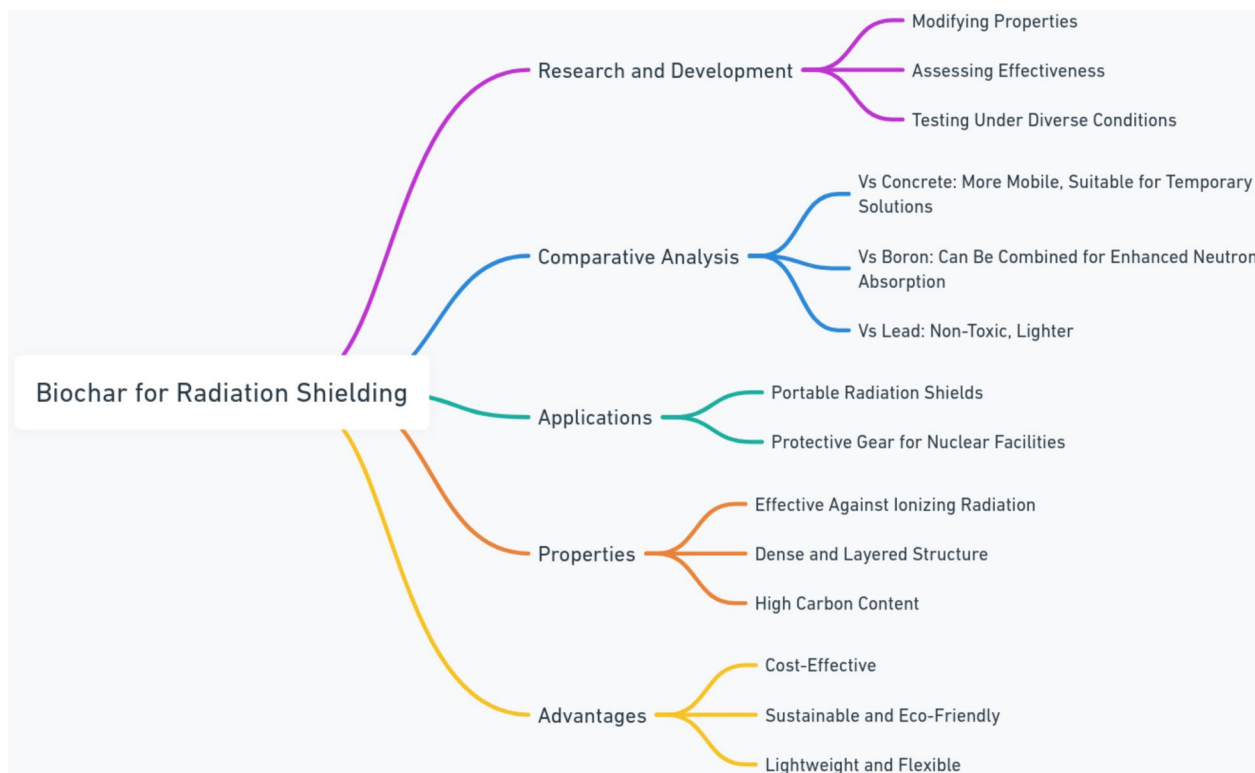 Biochar for Radiation Shielding
Research and Development
Modifying Properties
Assessing Effectiveness
Testing Under Diverse Conditions
Comparative Analysis
Vs Concrete: More Mobile, Suitable for Temporary
Solutions
Vs Boron: Can Be Combined for Enhanced Neutron
Absorption
Vs Lead: Non-Toxic, Lighter
Applications
Portable Radiation Shields
Protective Gear for Nuclear Facilities
Properties
Effective Against Ionizing Radiation
Dense and Layered Structure
High Carbon Content
Advantages
Cost-Effective
Sustainable and Eco-Friendly
Lightweight and Flexible